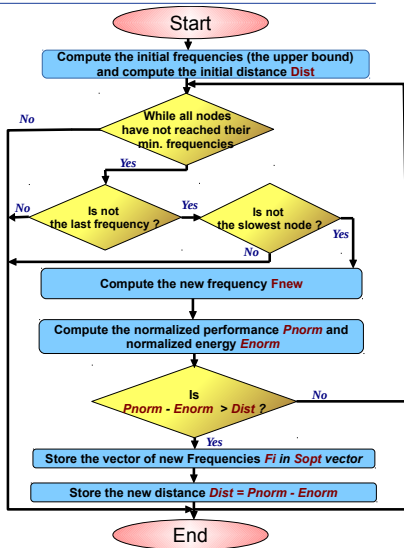 Start
Compute the initial frequencies (the upper bound)
and compute the initial distance Dist
While all nodes
have not reached their
min. frequencies
No
Yes
Is not
the last frequency ?
No
Yes
Is not
the slowest node ?
Yes
No
Compute the new frequency Fnew
Compute the normalized performance Pnorm and
normalized energy Enorm
Is
Pnorm - Enorm > Dist ?
No
Yes
Store the vector of new Frequencies Fi in Sopt vector
Store the new distance Dist = Pnorm - Enorm
End